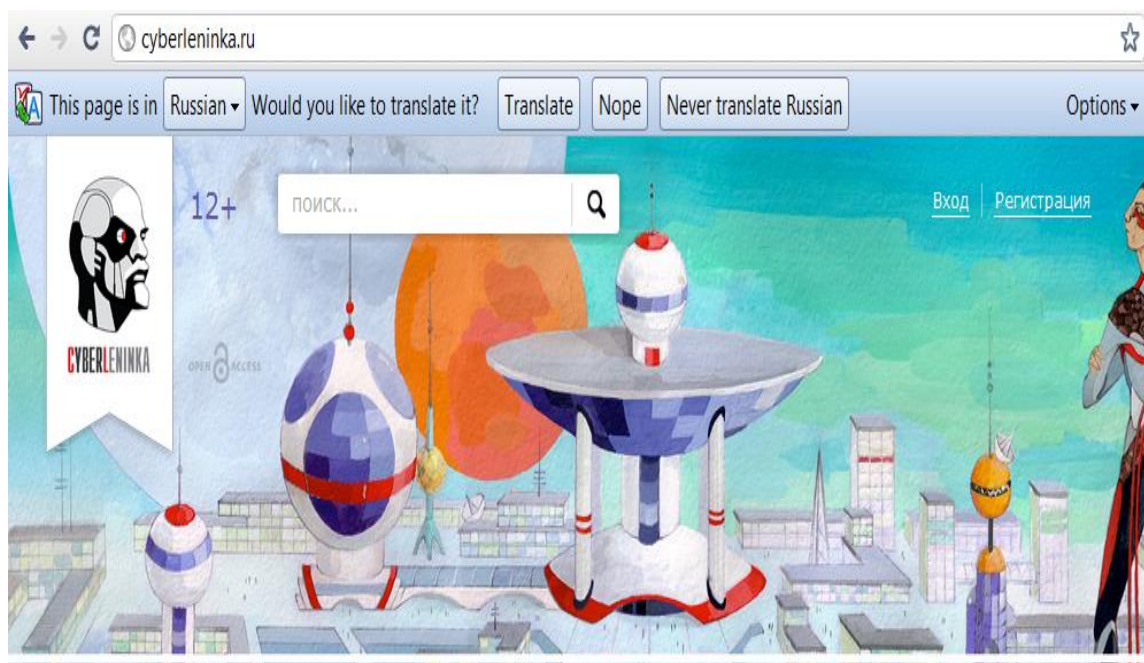 cyberleninka.ru
This page is in Russian Would you like to translate it? Translate Nope Never translate Russian Options
12+ поиск... Вход Регистрация
CYBERLENINKA
OPEN ACCESS